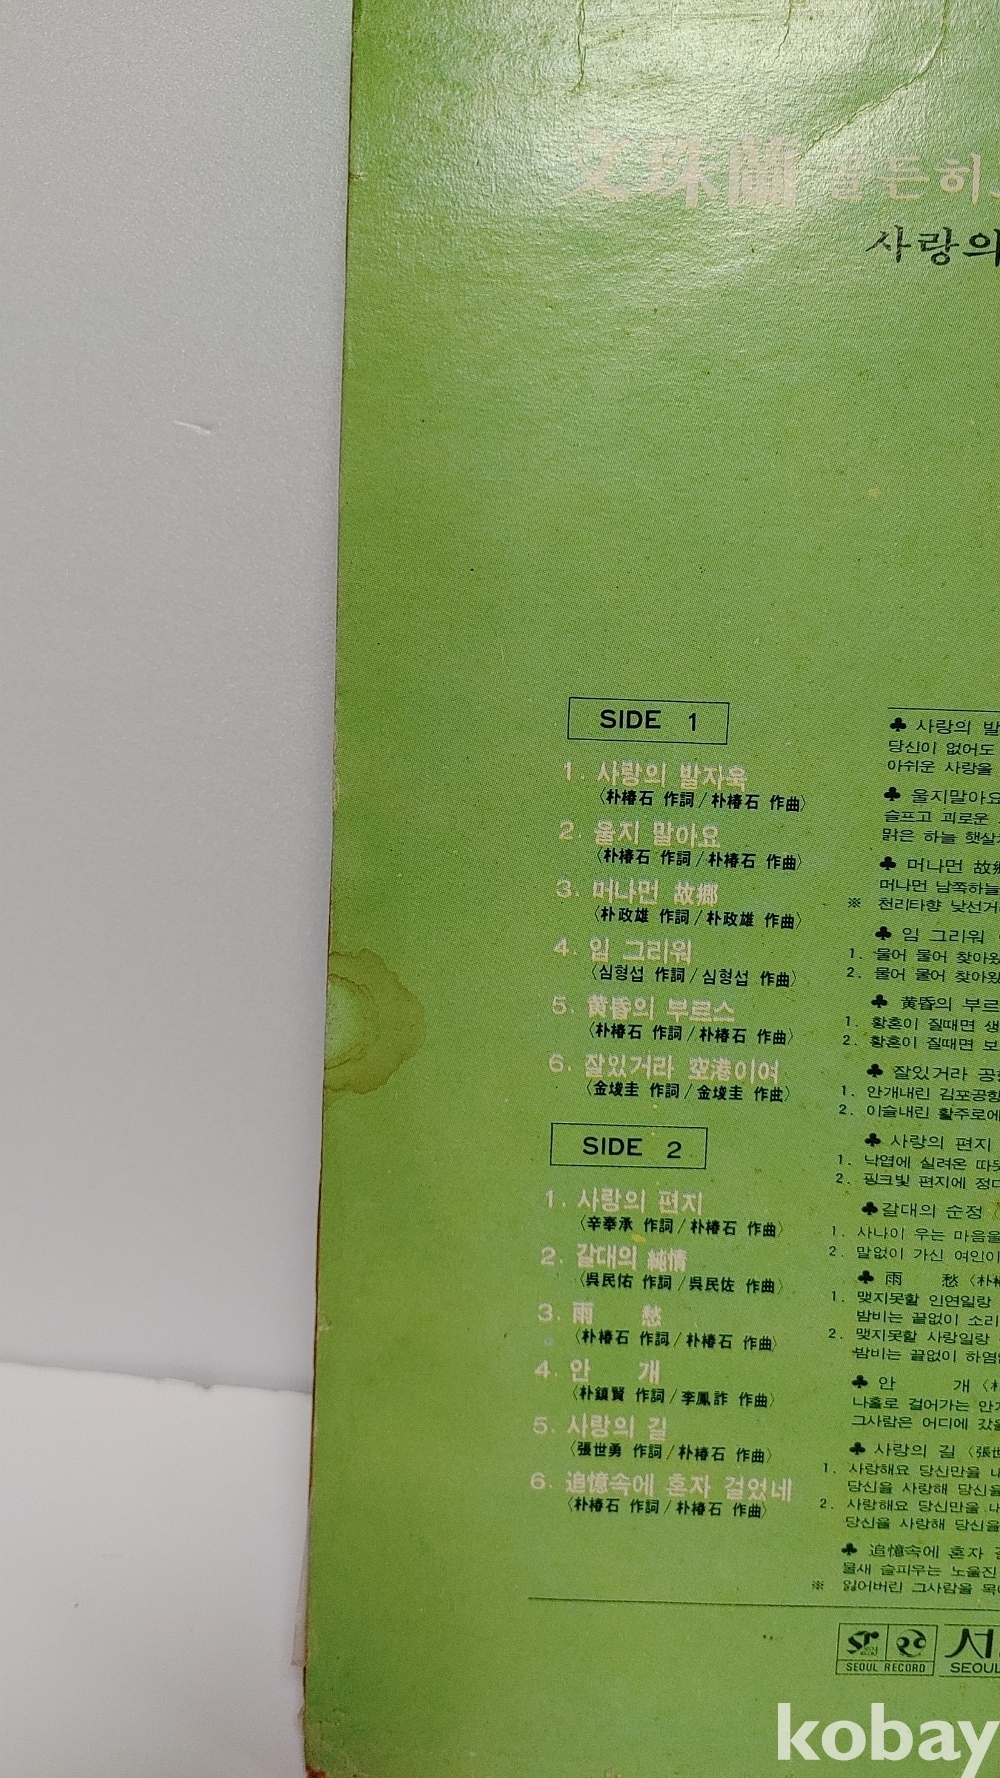 文珠蘭 골든히
사랑의
SIDE 1
1. 사랑의 발자욱
〈朴椿石 作詞/朴椿石 作曲〉
2. 울지 말아요
〈朴椿石 作詞/朴椿石 作曲〉
3. 머나먼 故鄕
〈朴政雄 作詞/朴政雄 作曲〉
4. 임 그리워
〈심형섭 作詞/심형섭 作曲〉
5. 黄昏의 부르스
〈朴椿石 作詞/朴椿石 作曲〉
6. 잘있거라 空港이여
〈金埈圭 作詞/金埈圭 作曲〉
SIDE 2
1. 사랑의 편지
〈辛奉承 作詞/朴椿石 作曲〉
2. 갈대의 純情
〈吳民佑 作詞/吳民佐 作曲〉
3. 雨 愁
〈朴椿石 作詞/朴椿石 作曲〉
4. 안 개
〈朴鎭賢 作詞/李鳳詐 作曲〉
5. 사랑의 길
〈張世勇 作詞/朴椿石 作曲〉
6. 追憶속에 혼자 걸었네
〈朴椿石 作詞/朴椿石 作曲〉
♣ 사랑의 발
당신이 없어도
아쉬운 사랑을
♣ 울지말아요
슬프고 괴로운
맑은 하늘 햇살
♣ 머나먼 故鄕
머나먼 남쪽하늘
※ 천리타향 낯선거
♣ 임 그리워
1. 물어 물어 찾아왔
2. 물어 물어 찾아왔
♣ 黄昏의 부르
1. 황혼이 질때면 생
2. 황혼이 질때면 보
♣ 잘있거라 공항
1. 안개내린 김포공항
2. 이슬내린 활주로에
♣ 사랑의 편지
1. 낙엽에 실려온 따뜻
2. 핑크빛 편지에 정다
♣ 갈대의 순정 〈
1. 사나이 우는 마음을
2. 말없이 가신 여인이
♣ 雨 愁 〈朴椿
1. 맺지못할 인연일랑
밤비는 끝없이 소리
2. 맺지못할 사랑일랑
밤비는 끝없이 하염없
♣ 안 개 〈朴
나홀로 걸어가는 안개
그사람은 어디에 갔을
♣ 사랑의 길 〈張世
1. 사랑해요 당신만을 내
당신을 사랑해 당신을
2. 사랑해요 당신만을 내
당신을 사랑해 당신을
♣ 追憶속에 혼자 걸
물새 슬피우는 노을진
※ 잃어버린 그사람을 목
SEOUL RECORD
서
SEOUL
kobay